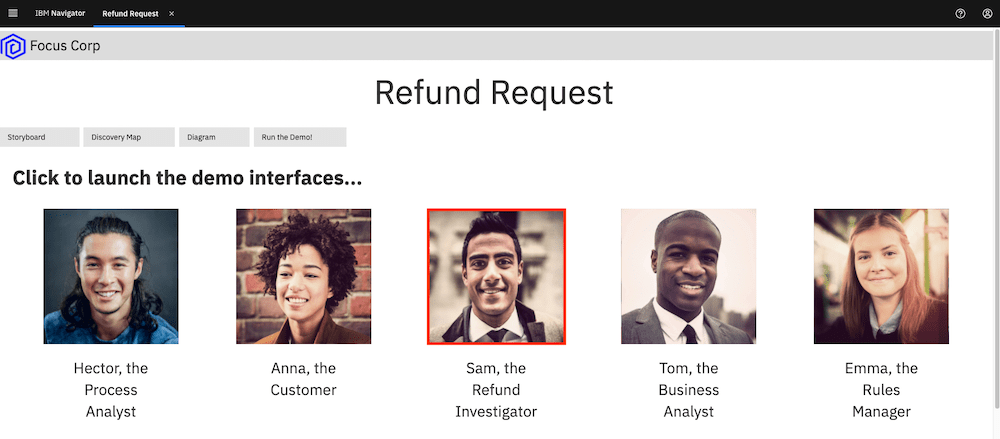 IBM Navigator
Refund Request
Focus Corp
Refund Request
Storyboard
Discovery Map
Diagram
Run the Demo!
Click to launch the demo interfaces...
Hector, the
Process
Analyst
Anna, the
Customer
Sam, the
Refund
Investigator
Tom, the
Business
Analyst
Emma, the
Rules
Manager